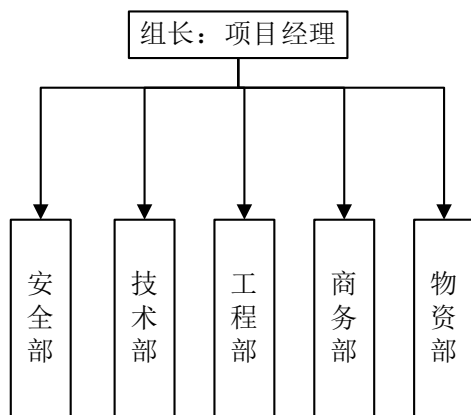 组长：项目经理
安全部
技术部
工程部
商务部
物资部